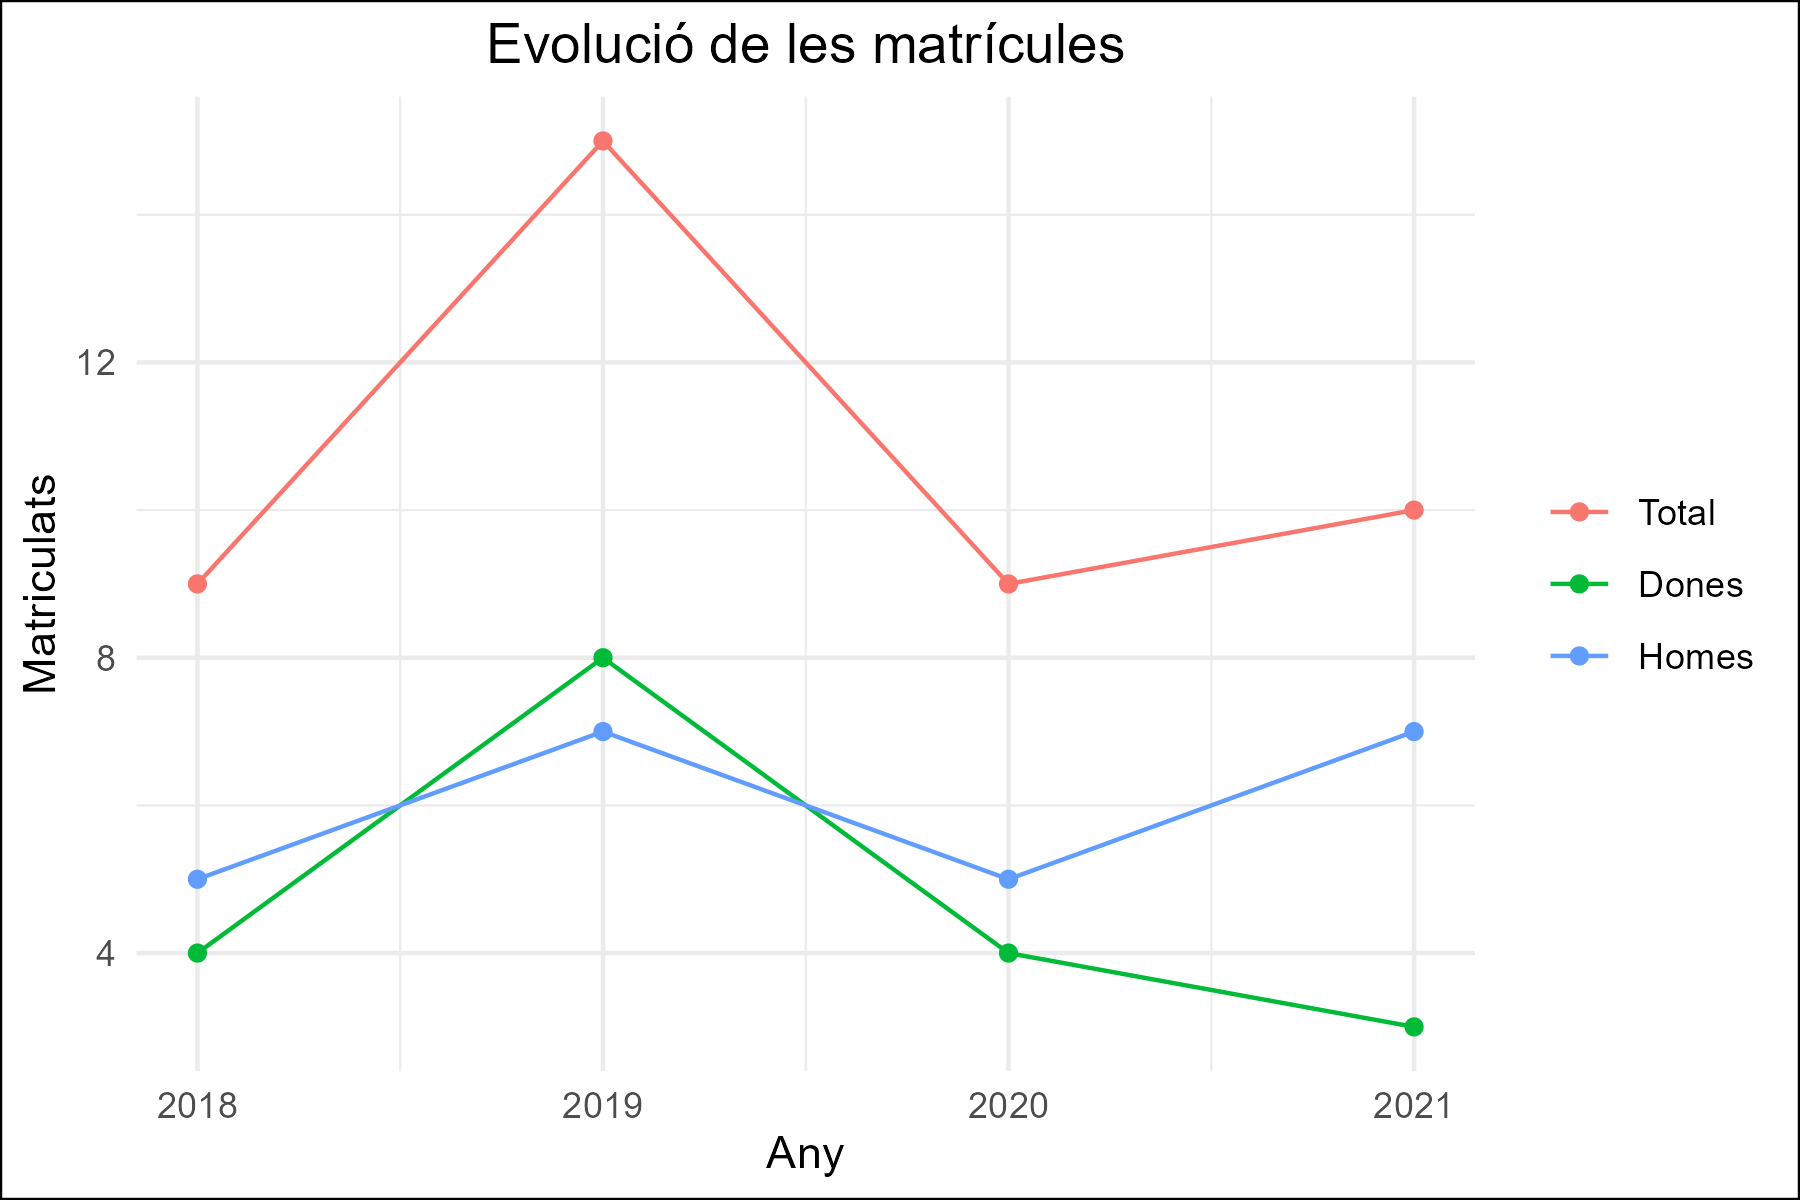 Evolució de les matrícules
12
8
4
Matriculats
2018
2019
2020
2021
Any
Total
Dones
Homes